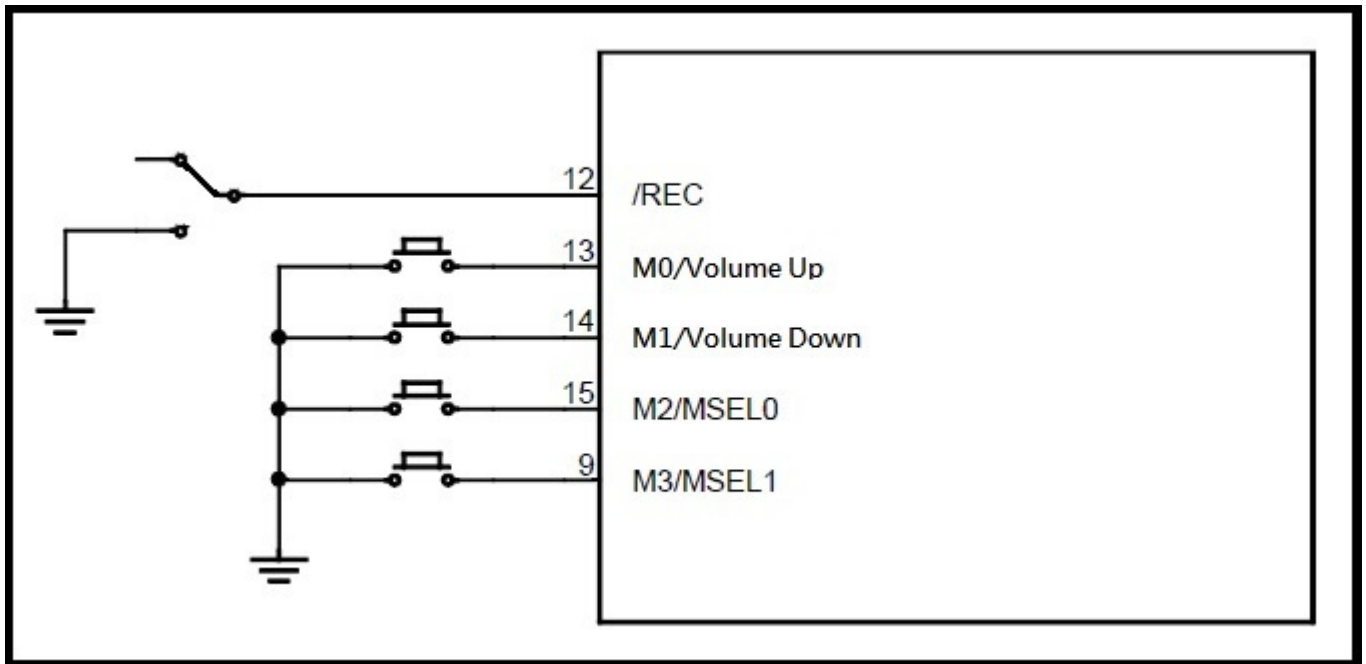 12 /REC
13 M0/Volume Up
14 M1/Volume Down
15 M2/MSEL0
9 M3/MSEL1